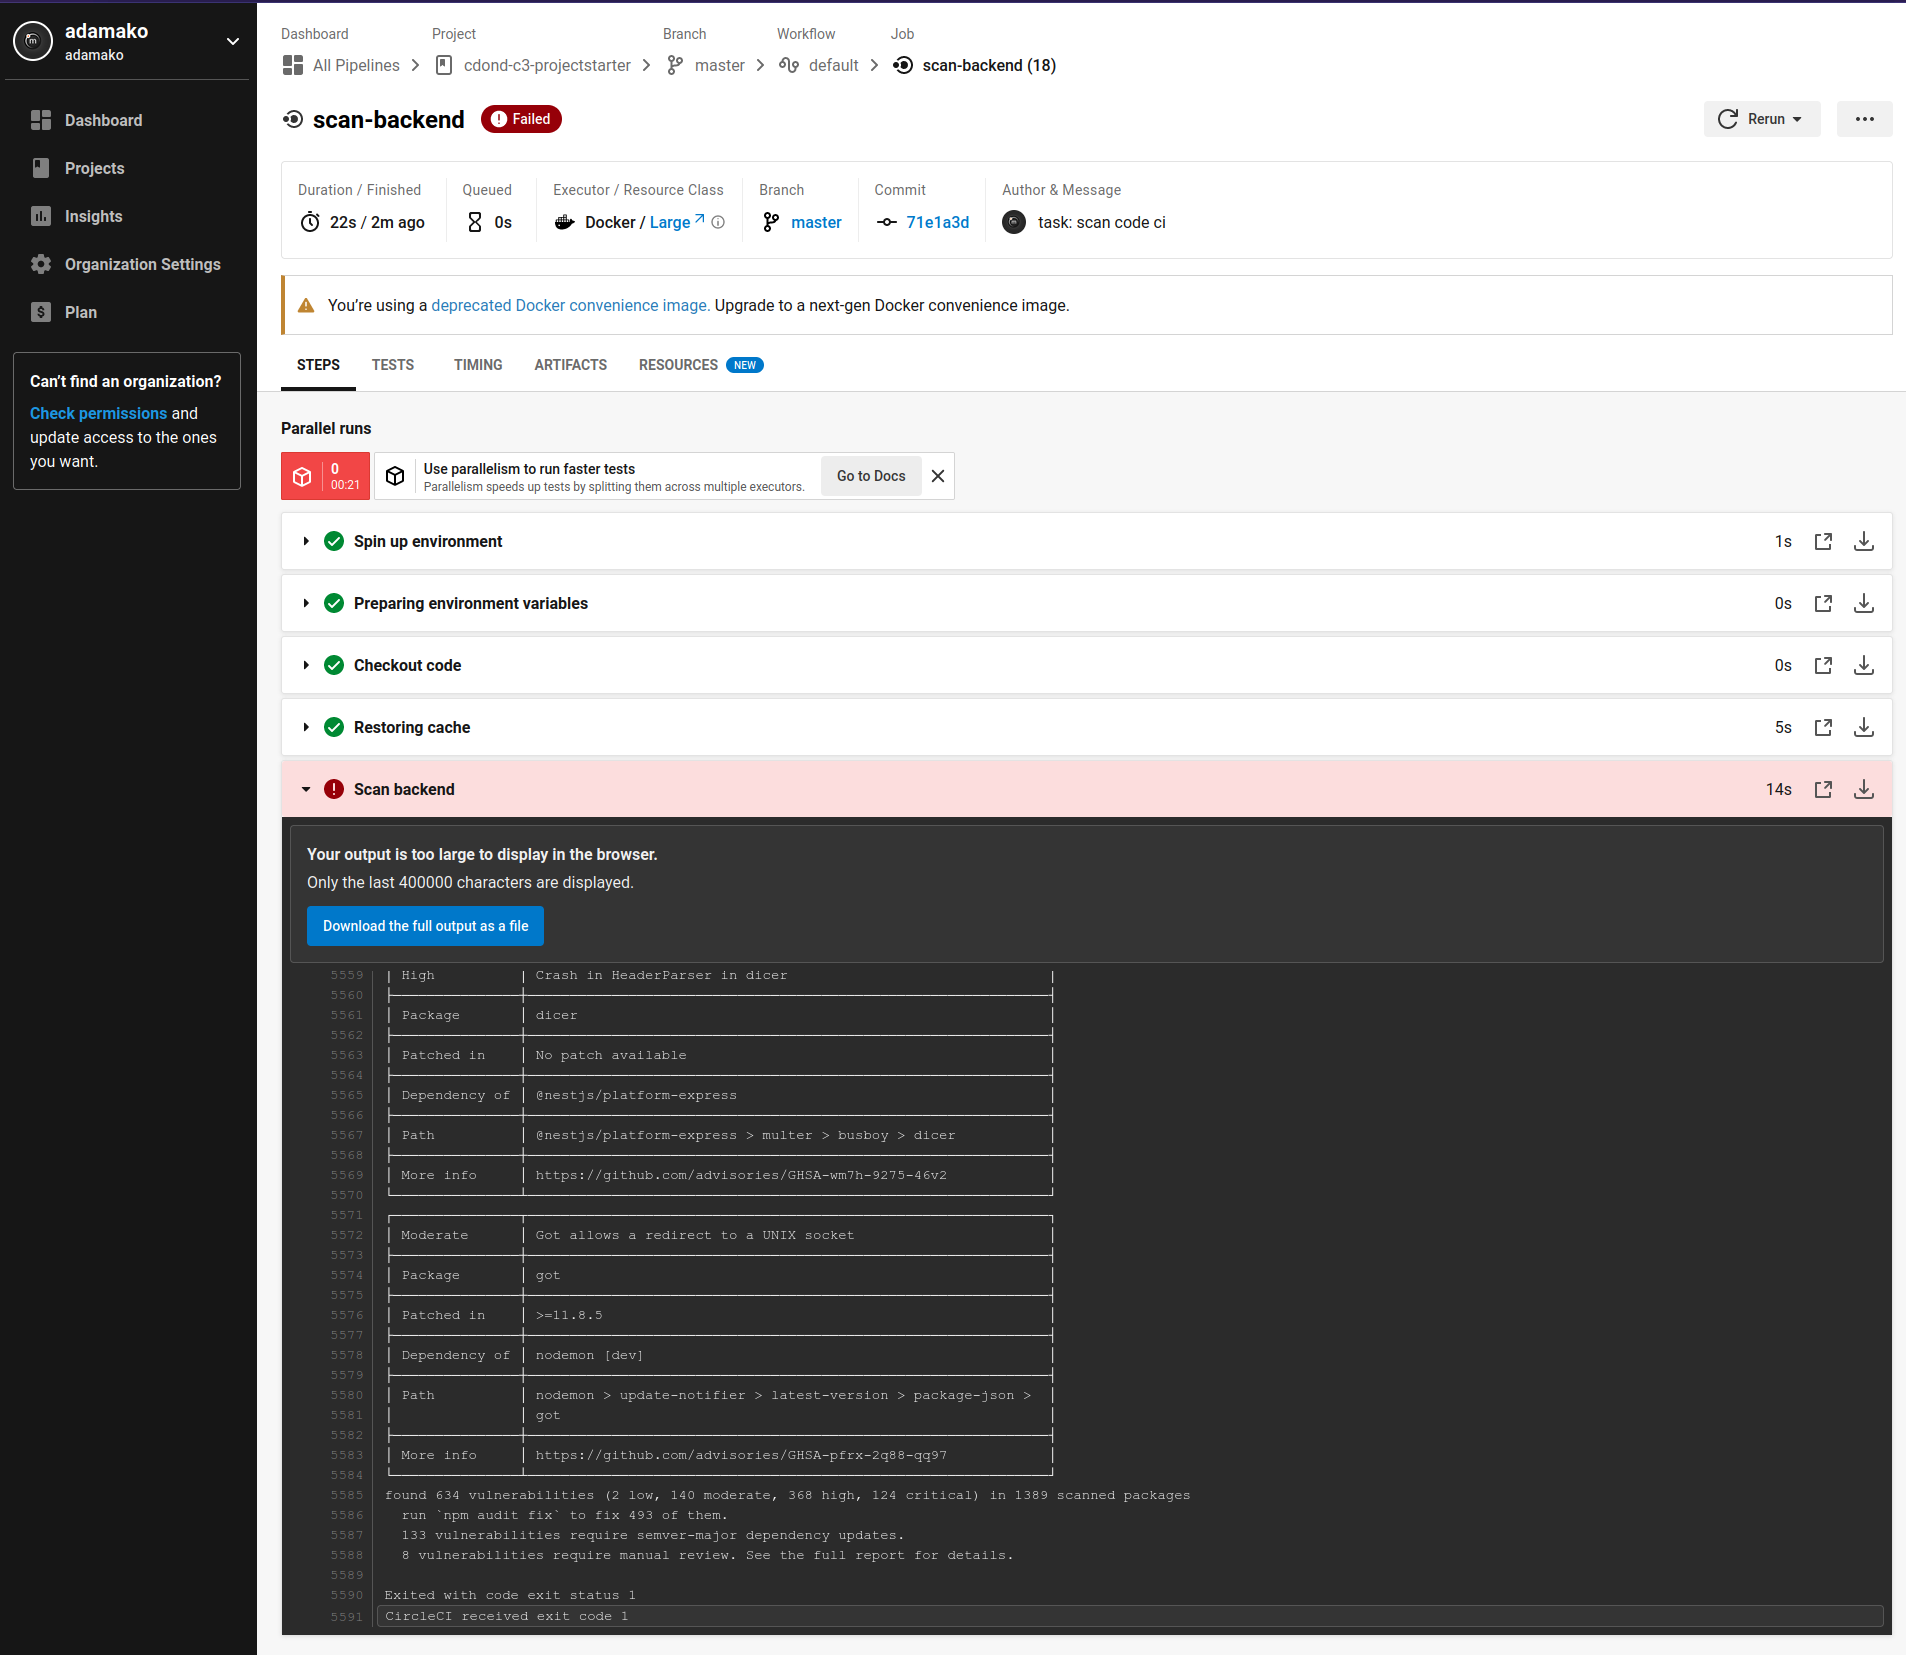 adamako
adamako
Dashboard
Projects
Insights
Organization Settings
Plan
Can't find an organization?
Check permissions and
update access to the ones
you want.
Dashboard Project Branch Workflow Job
All Pipelines cdond-c3-projectstarter master default scan-backend (18)
scan-backend Failed Rerun
Duration / Finished Queued Executor / Resource Class Branch Commit Author & Message
22s / 2m ago 0s Docker / Large master 71e1a3d task: scan code ci
You're using a deprecated Docker convenience image. Upgrade to a next-gen Docker convenience image.
STEPS TESTS TIMING ARTIFACTS RESOURCES NEW
Parallel runs
0
00:21
Use parallelism to run faster tests
Parallelism speeds up tests by splitting them across multiple executors.
Go to Docs
Spin up environment 1s
Preparing environment variables 0s
Checkout code 0s
Restoring cache 5s
Scan backend 14s
Your output is too large to display in the browser.
Only the last 400000 characters are displayed.
Download the full output as a file
5559 High Crash in HeaderParser in dicer
5560
5561 Package dicer
5562
5563 Patched in No patch available
5564
5565 Dependency of @nestjs/platform-express
5566
5567 Path @nestjs/platform-express > multer > busboy > dicer
5568
5569 More info https://github.com/advisories/GHSA-wm7h-9275-46v2
5570
5571
5572 Moderate Got allows a redirect to a UNIX socket
5573
5574 Package got
5575
5576 Patched in >=11.8.5
5577
5578 Dependency of nodemon [dev]
5579
5580 Path nodemon > update-notifier > latest-version > package-json >
5581 got
5582
5583 More info https://github.com/advisories/GHSA-pfrx-2q88-qq97
5584
5585 found 634 vulnerabilities (2 low, 140 moderate, 368 high, 124 critical) in 1389 scanned packages
5586 run `npm audit fix` to fix 493 of them.
5587 133 vulnerabilities require semver-major dependency updates.
5588 8 vulnerabilities require manual review. See the full report for details.
5589
5590 Exited with code exit status 1
5591 CircleCI received exit code 1